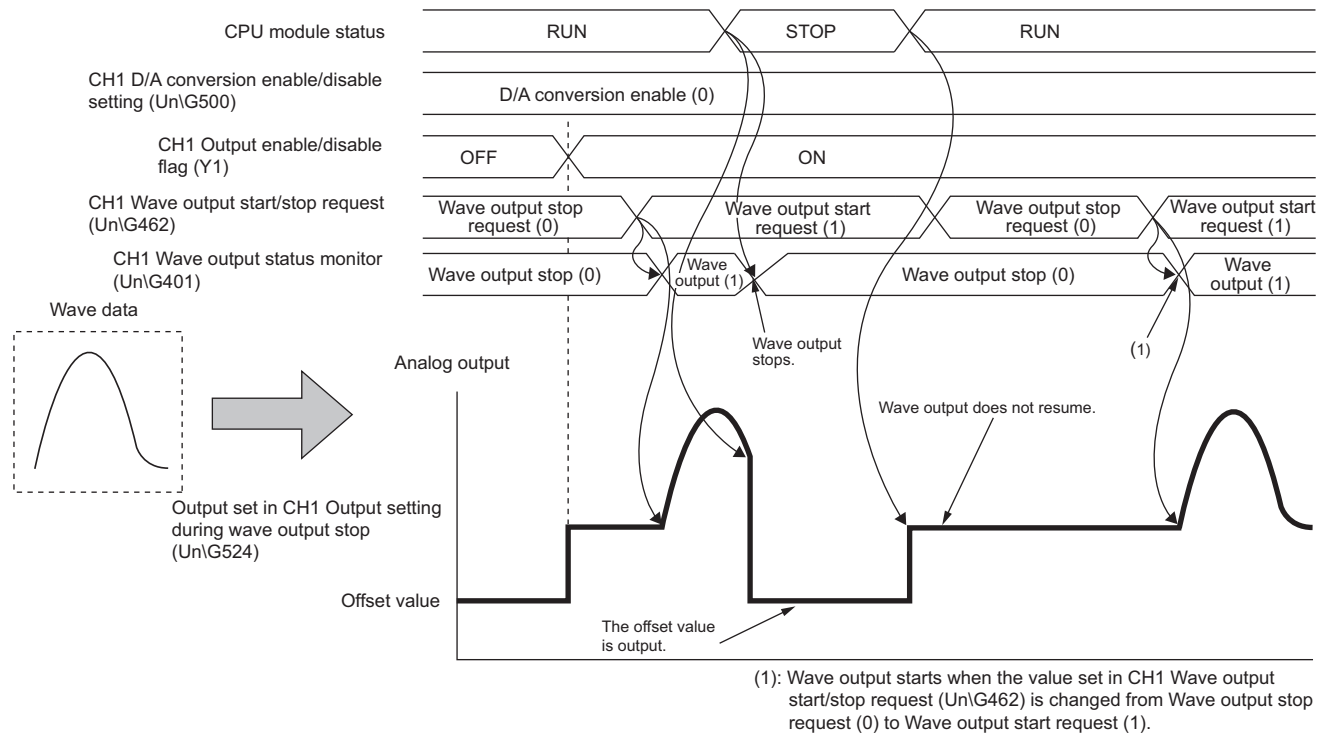 CPU module status
RUN
STOP
RUN
CH1 D/A conversion enable/disable
setting (Un\G500)
D/A conversion enable (0)
CH1 Output enable/disable
flag (Y1)
OFF
ON
CH1 Wave output start/stop request
(Un\G462)
Wave output stop
request (0)
Wave output start
request (1)
Wave output stop
request (0)
Wave output start
request (1)
CH1 Wave output status monitor
(Un\G401)
Wave output stop (0)
Wave
output (1)
Wave output stop (0)
Wave
output (1)
Wave data
Wave output
stops.
(1)
Analog output
Wave output does not resume.
Output set in CH1 Output setting
during wave output stop
(Un\G524)
Offset value
The offset value
is output.
(1): Wave output starts when the value set in CH1 Wave output
start/stop request (Un\G462) is changed from Wave output stop
request (0) to Wave output start request (1).